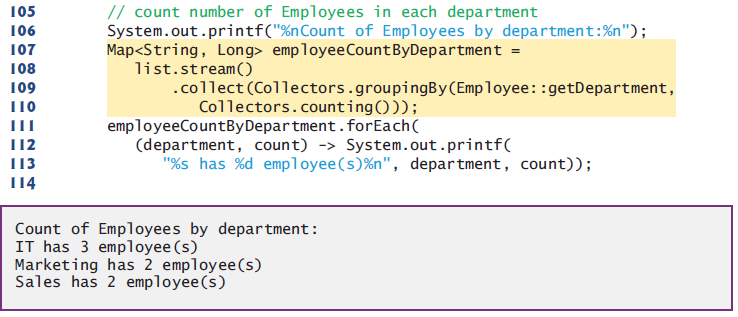 105 // count number of Employees in each department
106 System.out.printf("%nCount of Employees by department:%n");
107 Map<String, Long> employeeCountByDepartment =
108 list.stream()
109 .collect(Collectors.groupingBy(Employee::getDepartment,
110 Collectors.counting()));
111 employeeCountByDepartment.forEach(
112 (department, count) -> System.out.printf(
113 "%s has %d employee(s)%n", department, count));
114
Count of Employees by department:
IT has 3 employee(s)
Marketing has 2 employee(s)
Sales has 2 employee(s)